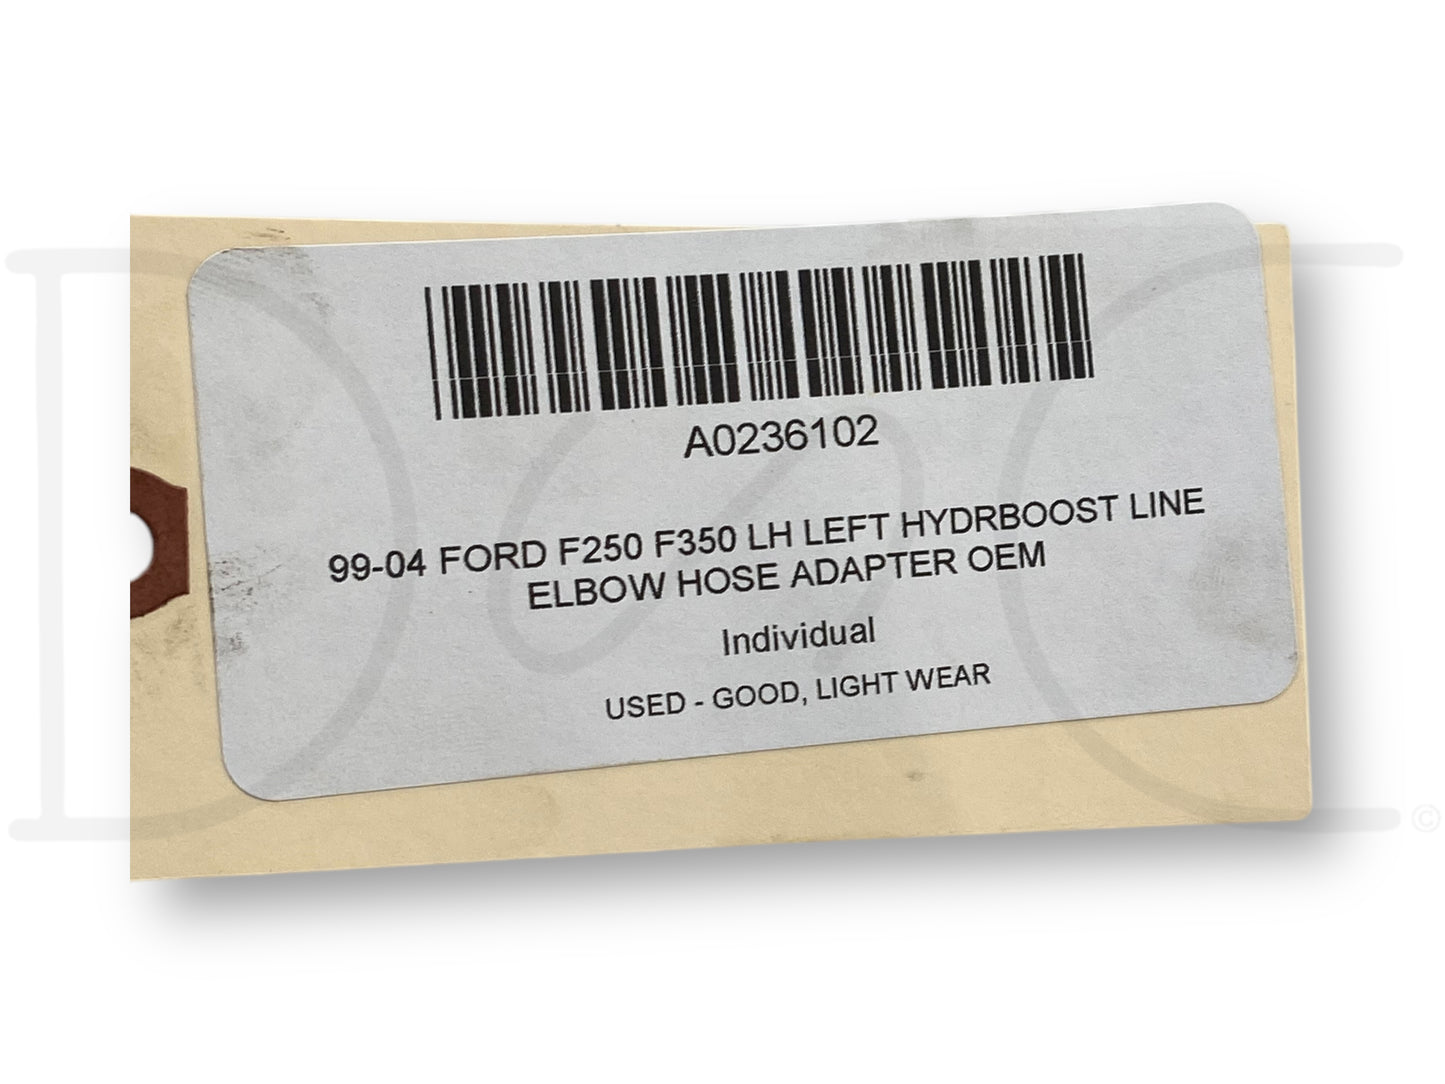 A0236102
99-04 FORD F250 F350 LH LEFT HYDRBOOST LINE
ELBOW HOSE ADAPTER OEM
Individual
USED - GOOD, LIGHT WEAR
©